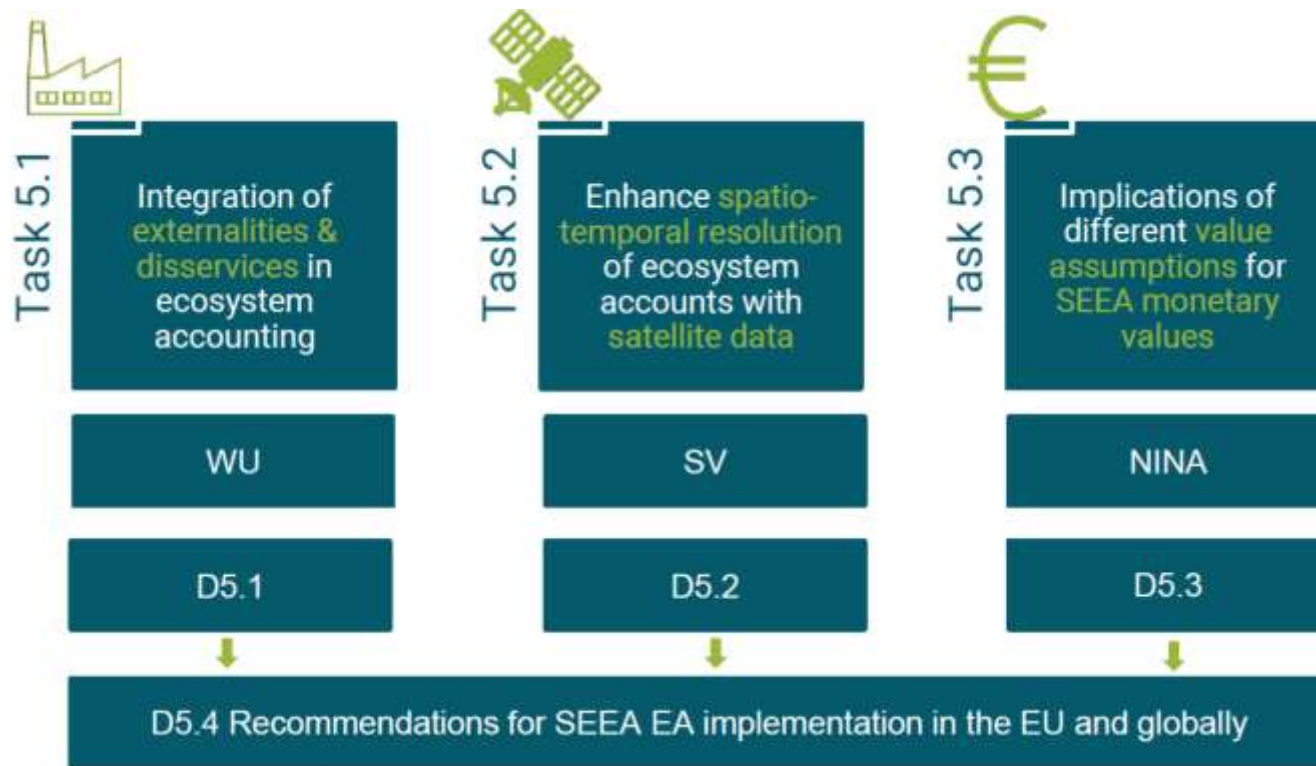 Task 5.1
Integration of
externalities &
disservices in
ecosystem
accounting
WU
D5.1
Task 5.2
Enhance spatio-
temporal resolution
of ecosystem
accounts with
satellite data
SV
D5.2
Task 5.3
Implications of
different value
assumptions for
SEEA monetary
values
NINA
D5.3
D5.4 Recommendations for SEEA EA implementation in the EU and globally